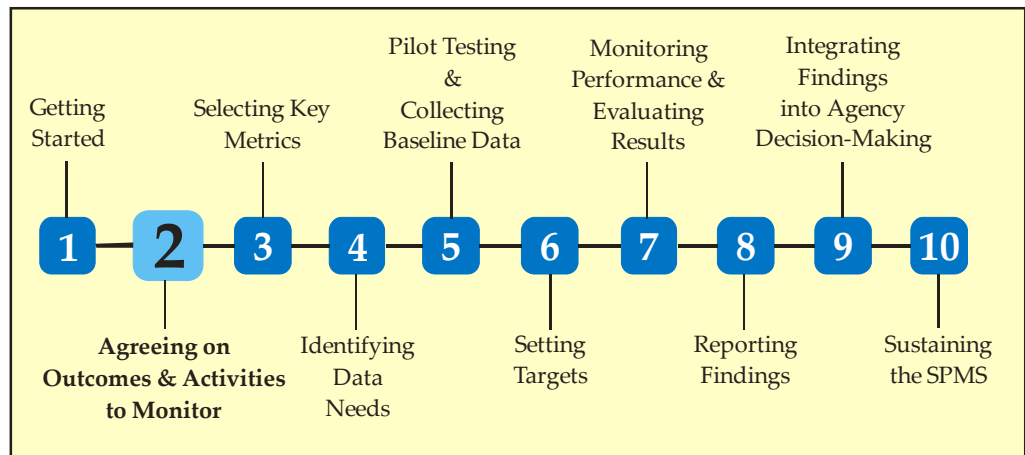 Getting
Started
Selecting Key
Metrics
Pilot Testing
&
Collecting
Baseline Data
Monitoring
Performance &
Evaluating
Results
Integrating
Findings
into Agency
Decision-Making
1
2
3
4
5
6
7
8
9
10
Agreeing on
Outcomes & Activities
to Monitor
Identifying
Data
Needs
Setting
Targets
Reporting
Findings
Sustaining
the SPMS